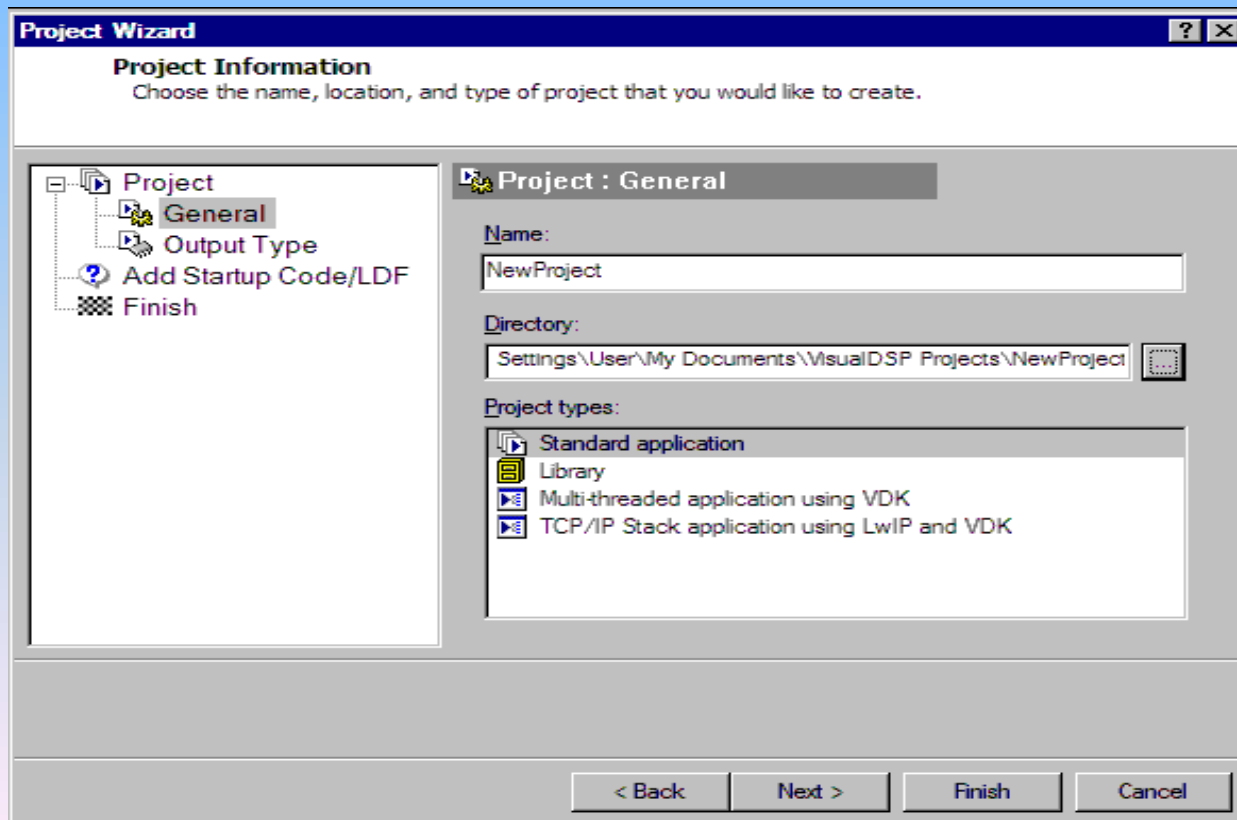 Project Wizard
Project Information
Choose the name, location, and type of project that you would like to create.
Project
General
Output Type
Add Startup Code/LDF
Finish
Project : General
Name:
NewProject
Directory:
Settings\User\My Documents\VisualDSP Projects\NewProject
...
Project types:
Standard application
Library
Multi-threaded application using VDK
TCP/IP Stack application using LwIP and VDK
< Back
Next >
Finish
Cancel